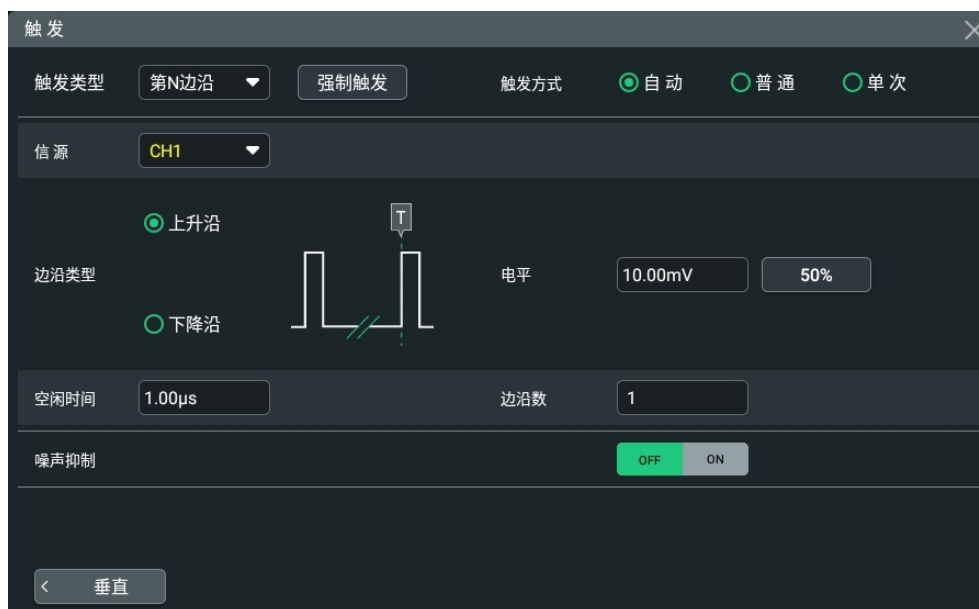 触发
触发类型 第N边沿 强制触发 触发方式 自动 普通 单次
信源 CH1
T
上升沿
边沿类型 电平 10.00mV 50%
下降沿
空闲时间 1.00μs 边沿数 1
噪声抑制 OFF ON
< 垂直